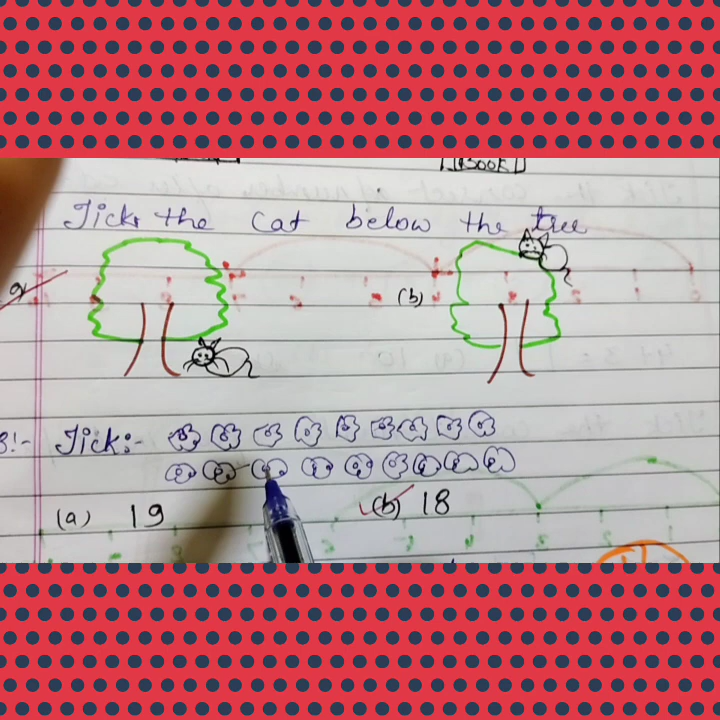 Tick the cat below the tree
a) (b)
Tick:-
(a) 19 (b) 18